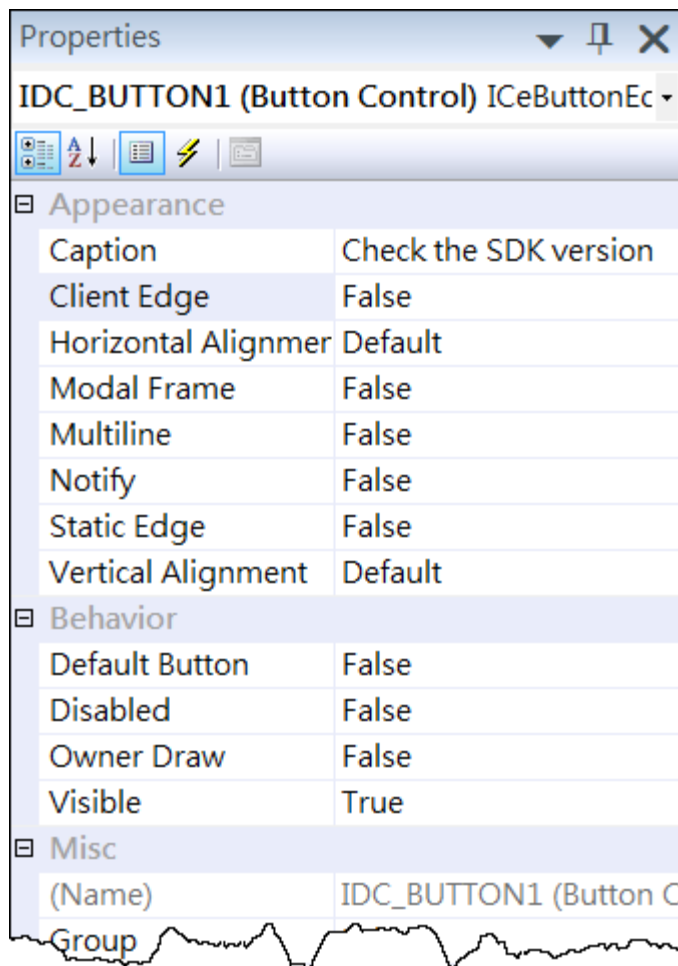 Properties
IDC_BUTTON1 (Button Control) ICeButtonEc
Appearance
Caption Check the SDK version
Client Edge False
Horizontal Alignmer Default
Modal Frame False
Multiline False
Notify False
Static Edge False
Vertical Alignment Default
Behavior
Default Button False
Disabled False
Owner Draw False
Visible True
Misc
(Name) IDC_BUTTON1 (Button C
Group